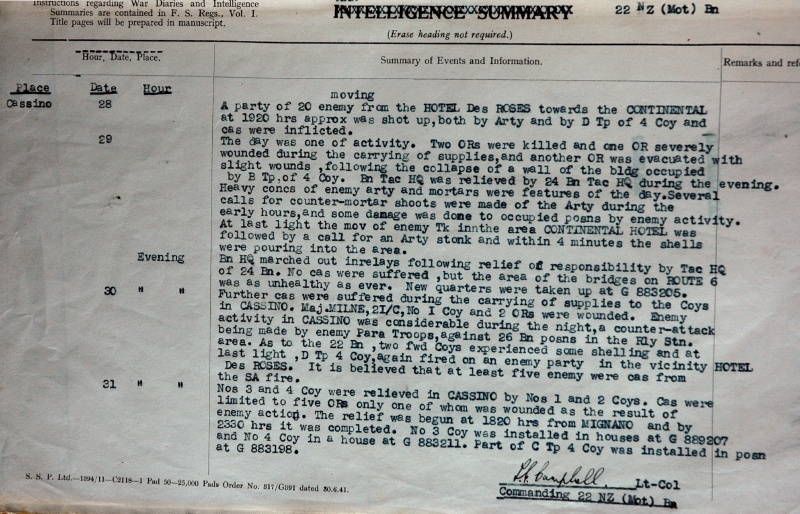 Instructions regarding War Diaries and Intelligence
Summaries are contained in F. S. Regs., Vol. I.
Title pages will be prepared in manuscript.
INTELLIGENCE SUMMARY
(Erase heading not required.)
22 NZ (Mot) Bn
Hour, Date, Place.
Summary of Events and Information.
Remarks and refe
Place Date Hour
moving
Cassino 28 A party of 20 enemy from the HOTEL Des ROSES towards the CONTINENTAL
at 1920 hrs approx was shot up,both by Arty and by D Tp of 4 Coy and
cas were inflicted.
29 The day was one of activity. Two ORs were killed and one OR severely
wounded during the carrying of supplies,and another OR was evacuated with
slight wounds ,following the collapse of a wall of the bldg occupied
by B Tp.of 4 Coy. Bn Tac HQ was relieved by 24 Bn Tac HQ during the evening.
Heavy concs of enemy arty and mortars were features of the day.Several
calls for counter-mortar shoots were made of the Arty during the
early hours,and some damage was done to occupied posns by enemy activity.
At last light the mov of enemy Tk innthe area CONTINENTAL HOTEL was
followed by a call for an Arty stonk and within 4 minutes the shells
were pouring into the area.
Evening Bn HQ marched out inrelays following relief of responsibility by Tac HQ
of 24 Bn. No cas were suffered ,but the area of the bridges on ROUTE 6
was as unhealthy as ever. New quarters were taken up at G 883205.
30 " " Further cas were suffered during the carrying of supplies to the Coys
in CASSINO. Maj.MILNE,2I/C,No I Coy and 2 ORs were wounded. Enemy
activity in CASSINO was considerable during the night,a counter-attack
being made by enemy Para Troops,against 26 Bn posns in the Rly Stn.
area. As to the 22 Bn ,two fwd Coys experienced some shelling and at
last light ,D Tp 4 Coy,again fired on an enemy party in the vicinity HOTEL
Des ROSES. It is believed that at least five enemy were cas from
the SA fire.
31 " " Nos 3 and 4 Coy were relieved in CASSINO by Nos 1 and 2 Coys. Cas were
limited to five ORs only one of whom was wounded as the result of
enemy action. The relief was begun at 1820 hrs from MIGNANO and by
2330 hrs it was completed. No 3 Coy was installed in houses at G 889207
and No 4 Coy in a house at G 883211. Part of C Tp 4 Coy was installed in posn
at G 883198.
S. S. P. Ltd.—1894/11—C2118—1 Pad 50—25,000 Pads Order No. 817/G891 dated 30.6.41.
Campbell Lt-Col
Commanding 22 NZ (Mot) Bn